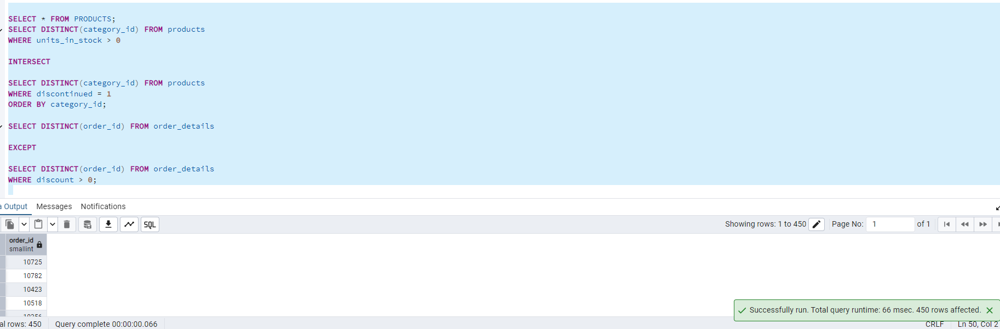 SELECT * FROM PRODUCTS;
SELECT DISTINCT(category_id) FROM products
WHERE units_in_stock > 0
INTERSECT
SELECT DISTINCT(category_id) FROM products
WHERE discontinued = 1
ORDER BY category_id;
SELECT DISTINCT(order_id) FROM order_details
EXCEPT
SELECT DISTINCT(order_id) FROM order_details
WHERE discount > 0;
a Output Messages Notifications
SQL Showing rows: 1 to 450 Page No: 1 of 1
order_id
smallint
10725
10782
10423
10518
Successfully run. Total query runtime: 66 msec. 450 rows affected.
al rows: 450 Query complete 00:00:00.066 CRLF Ln 50, Col 2